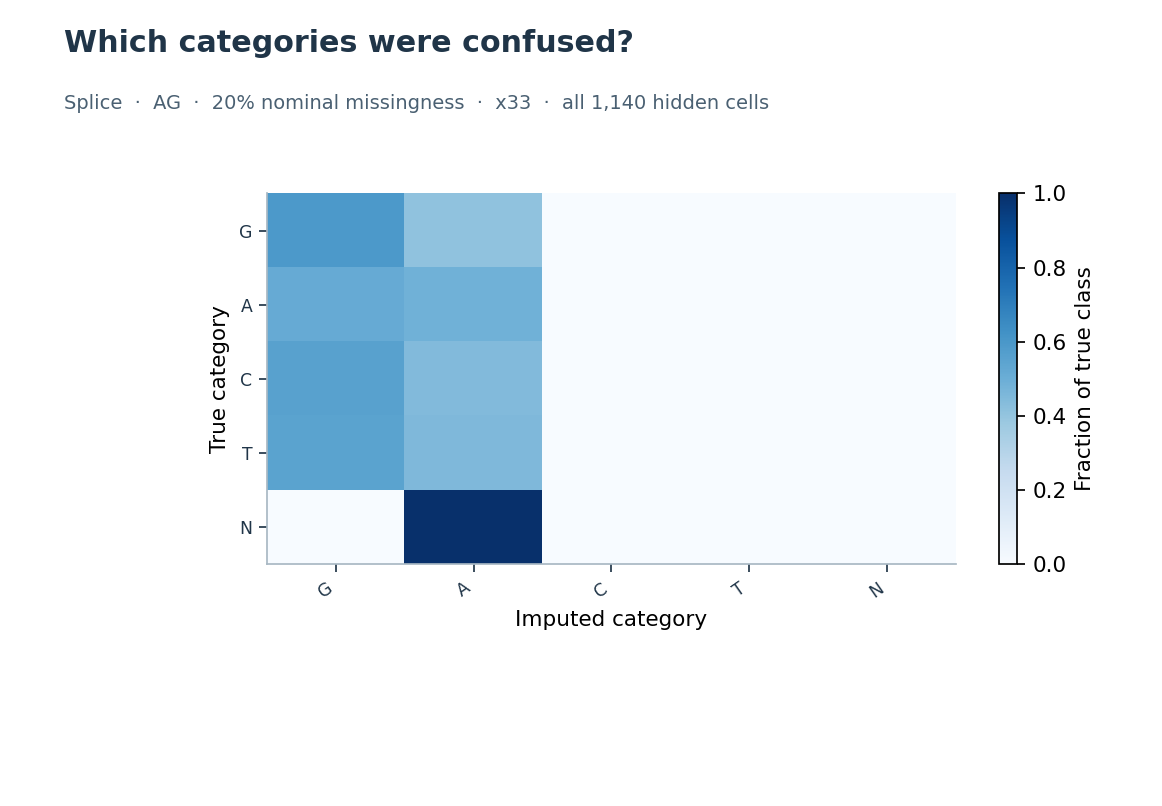 Which categories were confused?
Splice · AG · 20% nominal missingness · x33 · all 1,140 hidden cells
True category
G
A
C
T
N
G A C T N
Imputed category
1.0
0.8
0.6
0.4
0.2
0.0
Fraction of true class